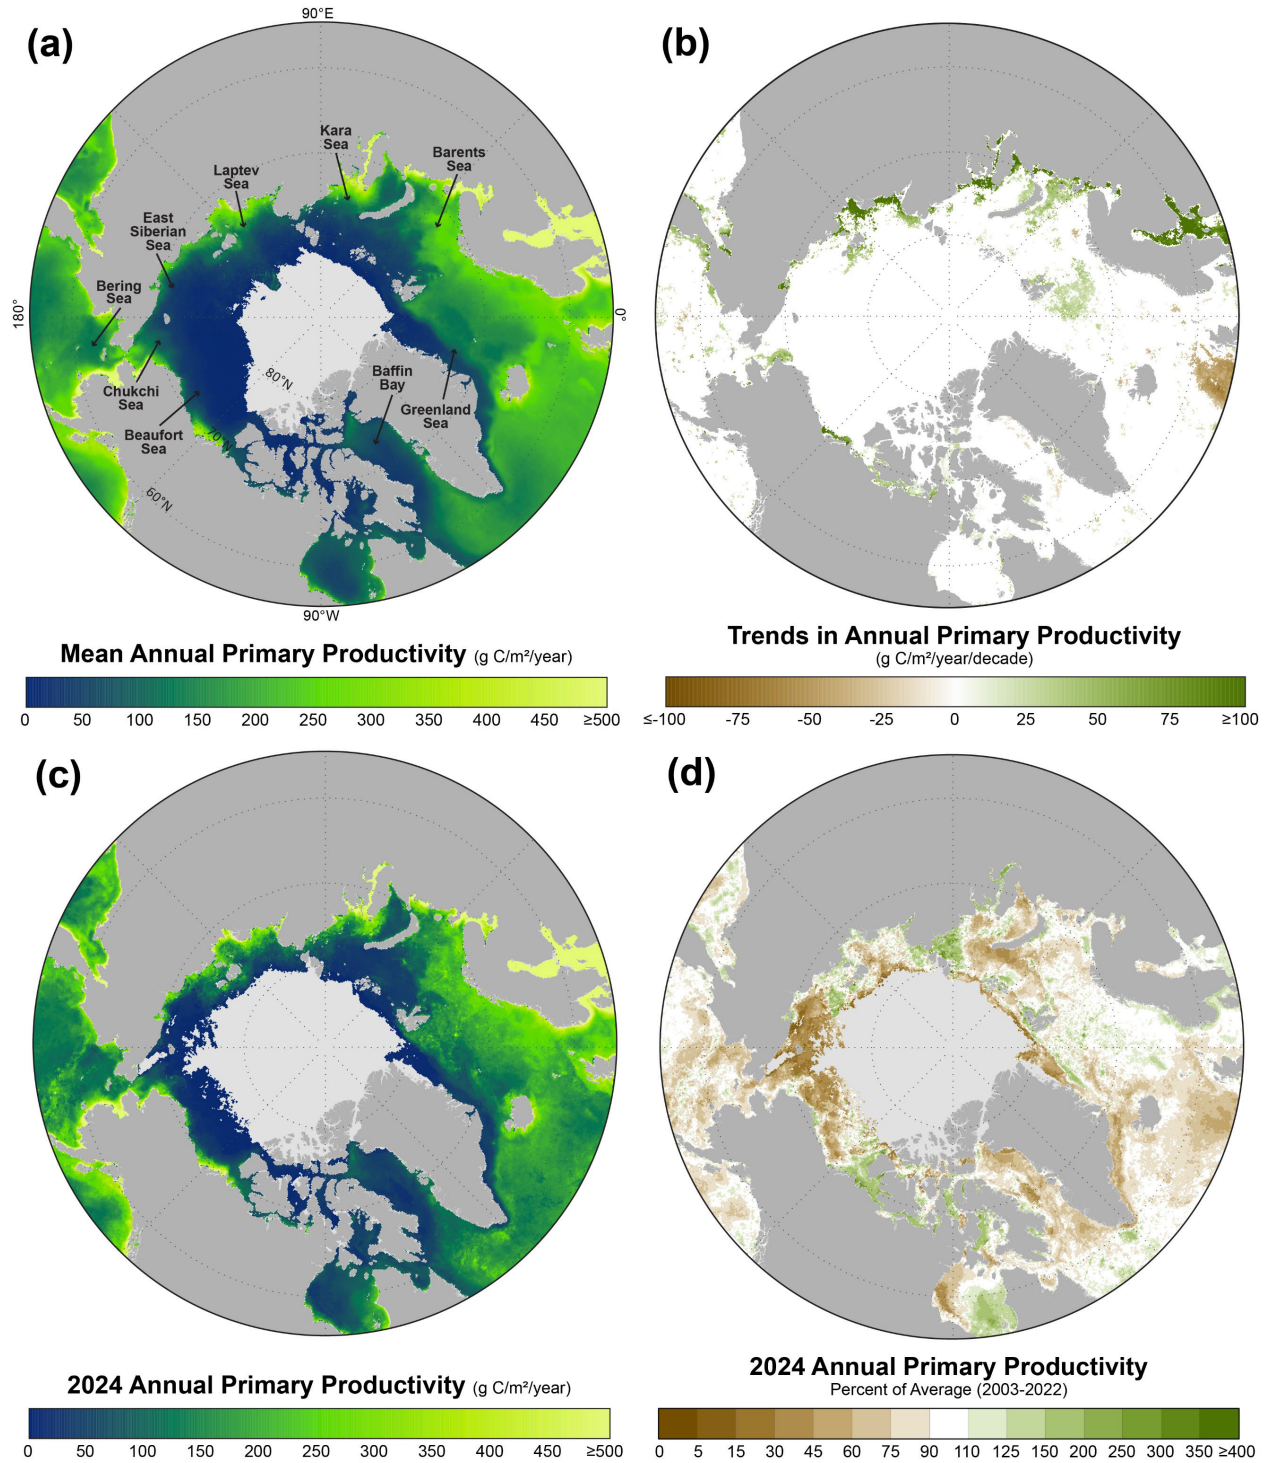 (a)
90°E
Kara
Sea
Barents
Sea
Laptev
Sea
East
Siberian
Sea
Bering
Sea
180°
0°
80°N
Baffin
Bay
Chukchi
Sea
Greenland
Sea
Beaufort
Sea
70°N
60°N
90°W
Mean Annual Primary Productivity (g C/m²/year)
0 50 100 150 200 250 300 350 400 450 ≥500
(b)
Trends in Annual Primary Productivity
(g C/m²/year/decade)
≤-100 -75 -50 -25 0 25 50 75 ≥100
(c)
2024 Annual Primary Productivity (g C/m²/year)
0 50 100 150 200 250 300 350 400 450 ≥500
(d)
2024 Annual Primary Productivity
Percent of Average (2003-2022)
0 5 15 30 45 60 75 90 110 125 150 200 250 300 350 ≥400